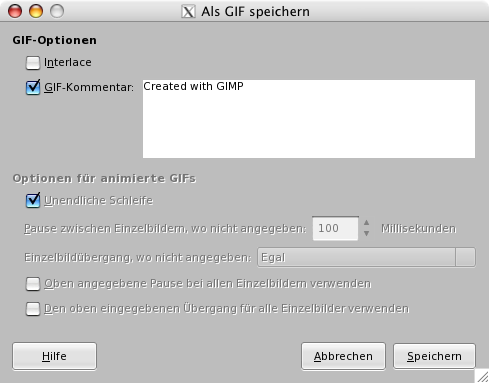 Als GIF speichern
GIF-Optionen
Interlace
GIF-Kommentar: Created with GIMP
Optionen für animierte GIFs
Unendliche Schleife
Pause zwischen Einzelbildern, wo nicht angegeben: 100 Millisekunden
Einzelbildübergang, wo nicht angegeben: Egal
Oben angegebene Pause bei allen Einzelbildern verwenden
Den oben eingegebenen Übergang für alle Einzelbilder verwenden
Hilfe Abbrechen Speichern